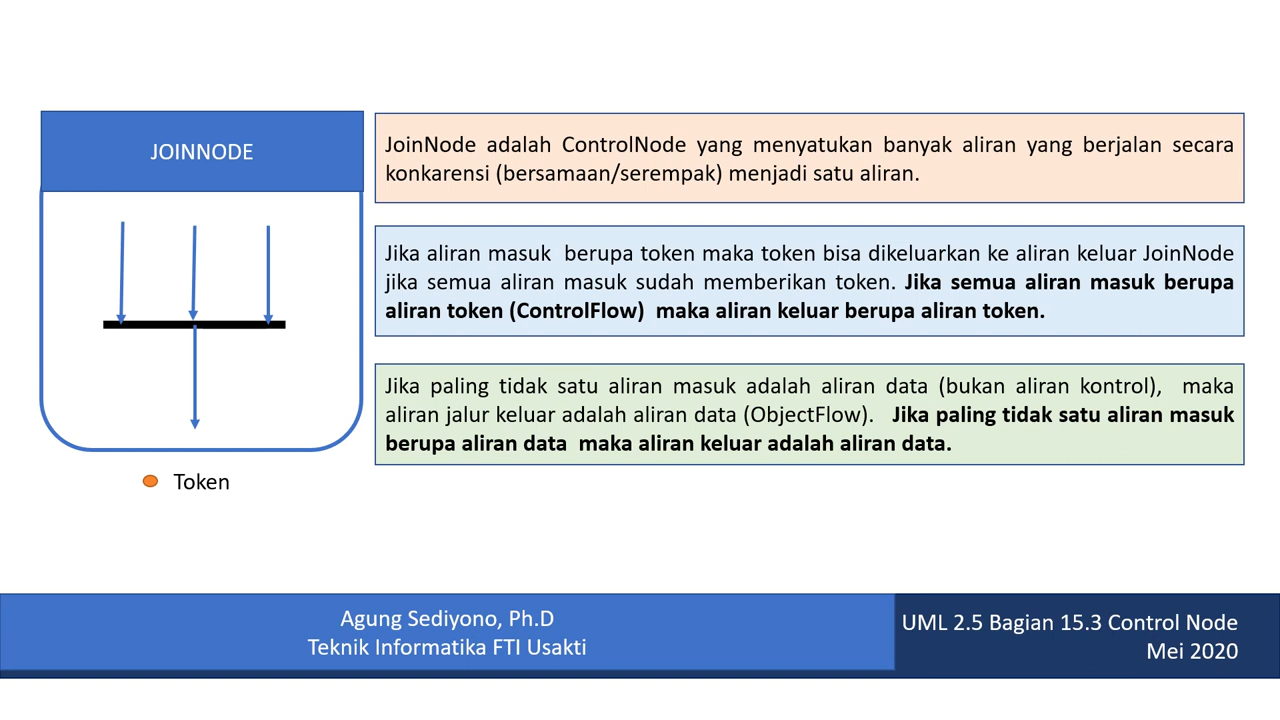 JOINNODE
JoinNode adalah ControlNode yang menyatukan banyak aliran yang berjalan secara
konkarensi (bersamaan/serempak) menjadi satu aliran.
Jika aliran masuk berupa token maka token bisa dikeluarkan ke aliran keluar JoinNode
jika semua aliran masuk sudah memberikan token. Jika semua aliran masuk berupa
aliran token (ControlFlow) maka aliran keluar berupa aliran token.
Jika paling tidak satu aliran masuk adalah aliran data (bukan aliran kontrol), maka
aliran jalur keluar adalah aliran data (ObjectFlow). Jika paling tidak satu aliran masuk
berupa aliran data maka aliran keluar adalah aliran data.
Token
Agung Sediyono, Ph.D
Teknik Informatika FTI Usakti
UML 2.5 Bagian 15.3 Control Node
Mei 2020